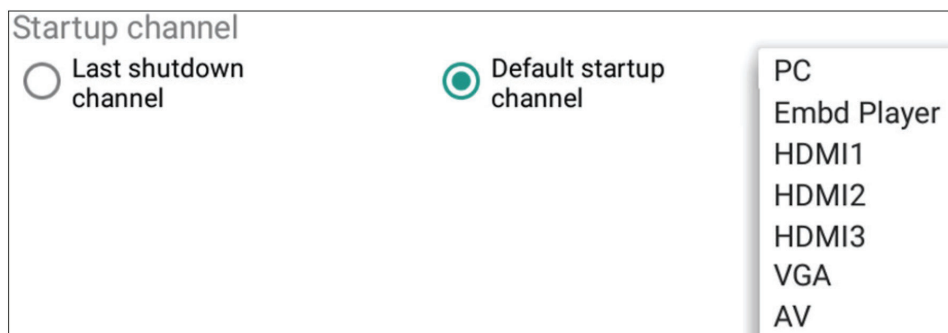 Startup channel
Last shutdown
channel
Default startup
channel
PC
Embd Player
HDMI1
HDMI2
HDMI3
VGA
AV